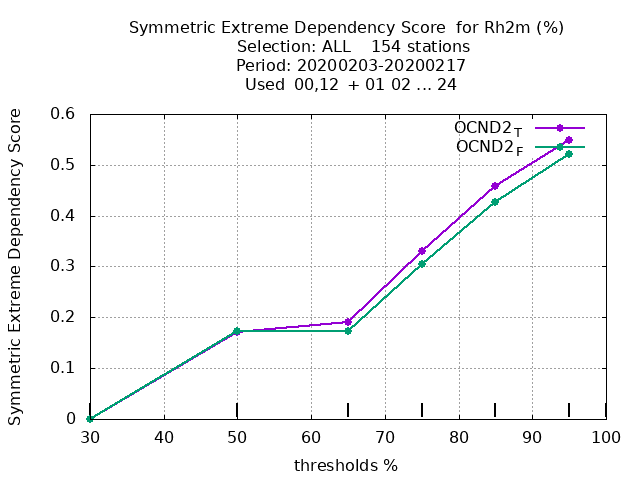 Symmetric Extreme Dependency Score  for Rh2m (%)
Selection: ALL    154 stations
Period: 20200203-20200217
Used  00,12  + 01 02 ... 24
Symmetric Extreme Dependency Score
0.6
0.5
0.4
0.3
0.2
0.1
0
OCND2_T
OCND2_F
30 40 50 60 70 80 90 100
thresholds %